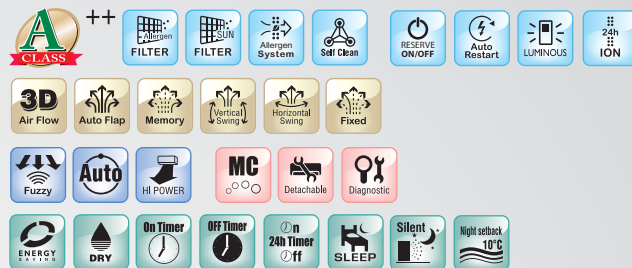 A ++
CLASS
Allergen
FILTER
SUN
FILTER
Allergen
System
Self Clean
RESERVE
ON/OFF
Auto
Restart
LUMINOUS
24h
ION
3D
Air Flow
Auto Flap
Memory
Vertical
Swing
Horizontal
Swing
Fixed
Fuzzy
Auto
HI POWER
MC
Detachable
Diagnostic
ENERGY
SAVING
DRY
On Timer
OFF Timer
On
24h Timer
Off
SLEEP
Silent
Night setback
10°C